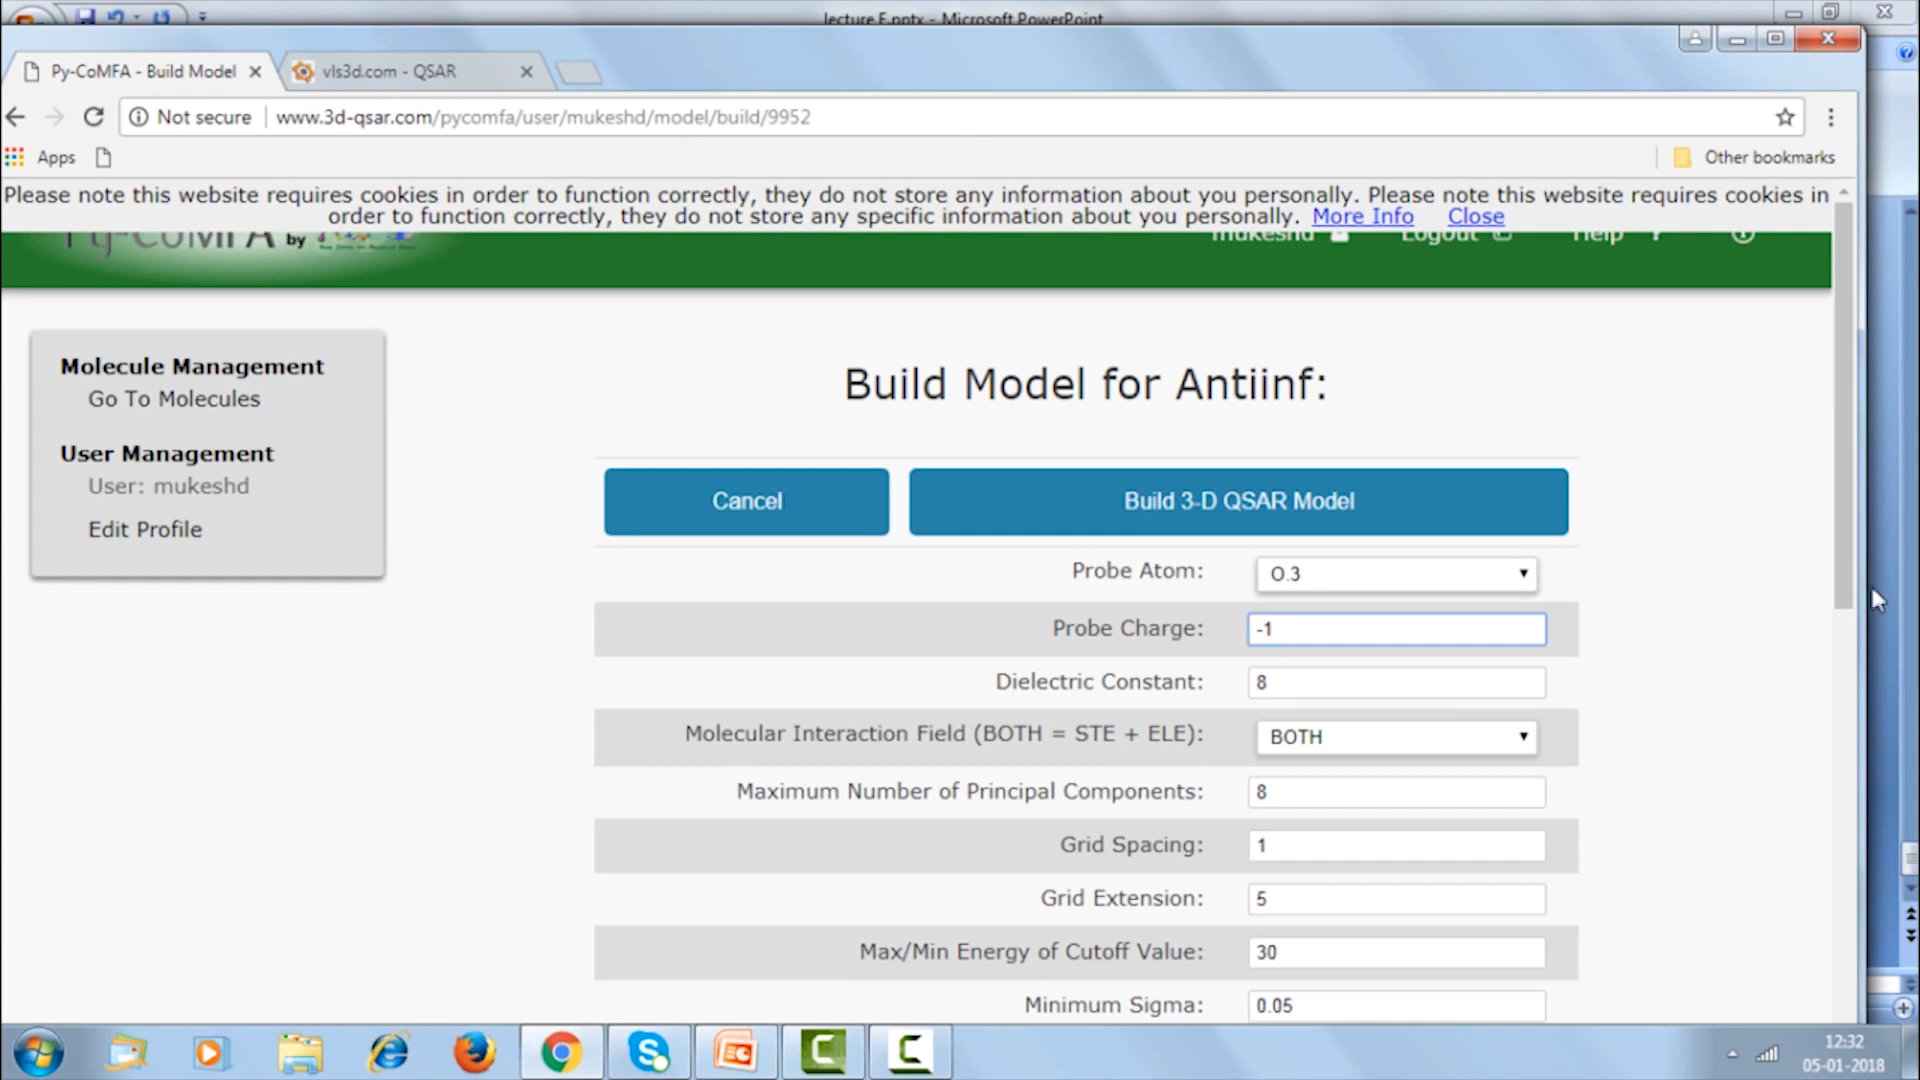 lecture F.pptx - Microsoft PowerPoint
Py-CoMFA - Build Model
vls3d.com - QSAR
Not secure
www.3d-qsar.com/pycomfa/user/mukeshd/model/build/9952
Apps
Other bookmarks
Please note this website requires cookies in order to function correctly, they do not store any information about you personally. Please note this website requires cookies in
order to function correctly, they do not store any specific information about you personally. More Info Close
Py-CoMFA by
mukeshd Logout Help ?
Molecule Management
Go To Molecules
User Management
User: mukeshd
Edit Profile
Build Model for Antiinf:
Cancel
Build 3-D QSAR Model
Probe Atom: O.3
Probe Charge: -1
Dielectric Constant: 8
Molecular Interaction Field (BOTH = STE + ELE): BOTH
Maximum Number of Principal Components: 8
Grid Spacing: 1
Grid Extension: 5
Max/Min Energy of Cutoff Value: 30
Minimum Sigma: 0.05
12:32
05-01-2018